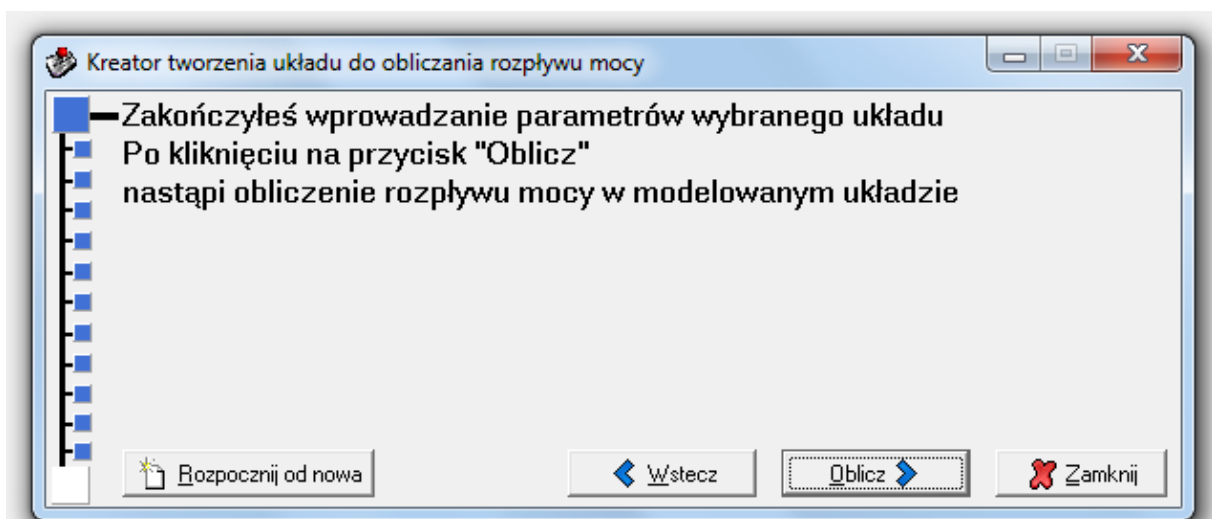 Kreator tworzenia układu do obliczania rozpływu mocy
Zakończyłeś wprowadzanie parametrów wybranego układu
Po kliknięciu na przycisk "Oblicz"
nastąpi obliczenie rozpływu mocy w modelowanym układzie
Rozpocznij od nowa
Wstecz
Oblicz
Zamknij